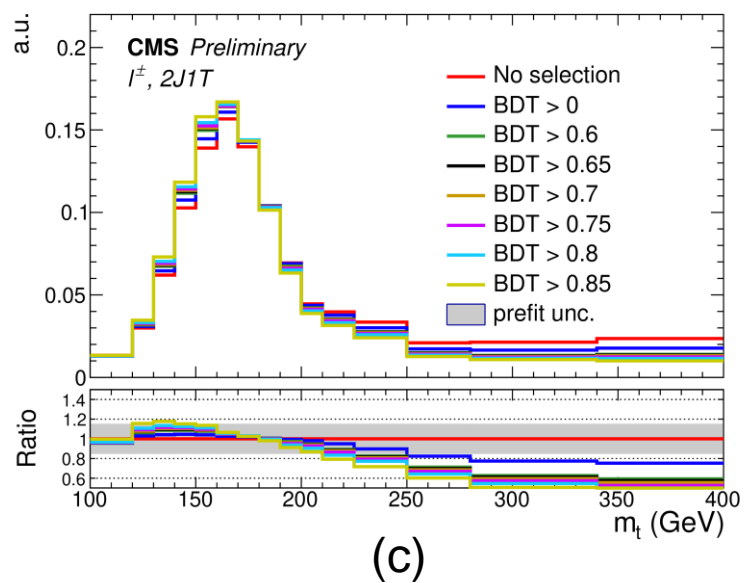 a.u.
0.2
0.15
0.1
0.05
0
CMS Preliminary
l±, 2J1T
No selection
BDT > 0
BDT > 0.6
BDT > 0.65
BDT > 0.7
BDT > 0.75
BDT > 0.8
BDT > 0.85
prefit unc.
Ratio
1.4
1.2
1
0.8
0.6
100 150 200 250 300 350 400
m_t (GeV)
(c)